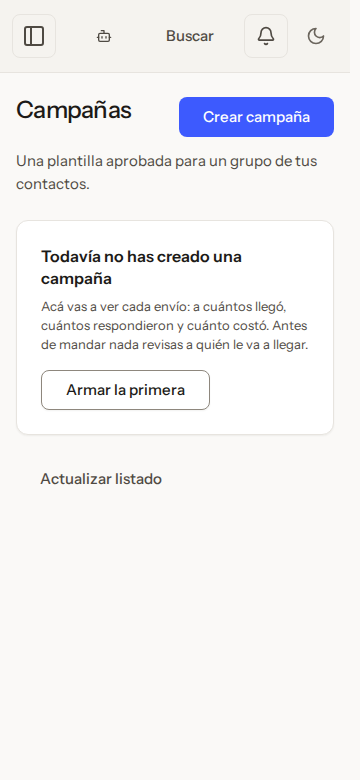 Buscar
Campañas
Crear campaña
Una plantilla aprobada para un grupo de tus
contactos.
Todavía no has creado una
campaña
Acá vas a ver cada envío: a cuántos llegó,
cuántos respondieron y cuánto costó. Antes
de mandar nada revisas a quién le va a llegar.
Armar la primera
Actualizar listado